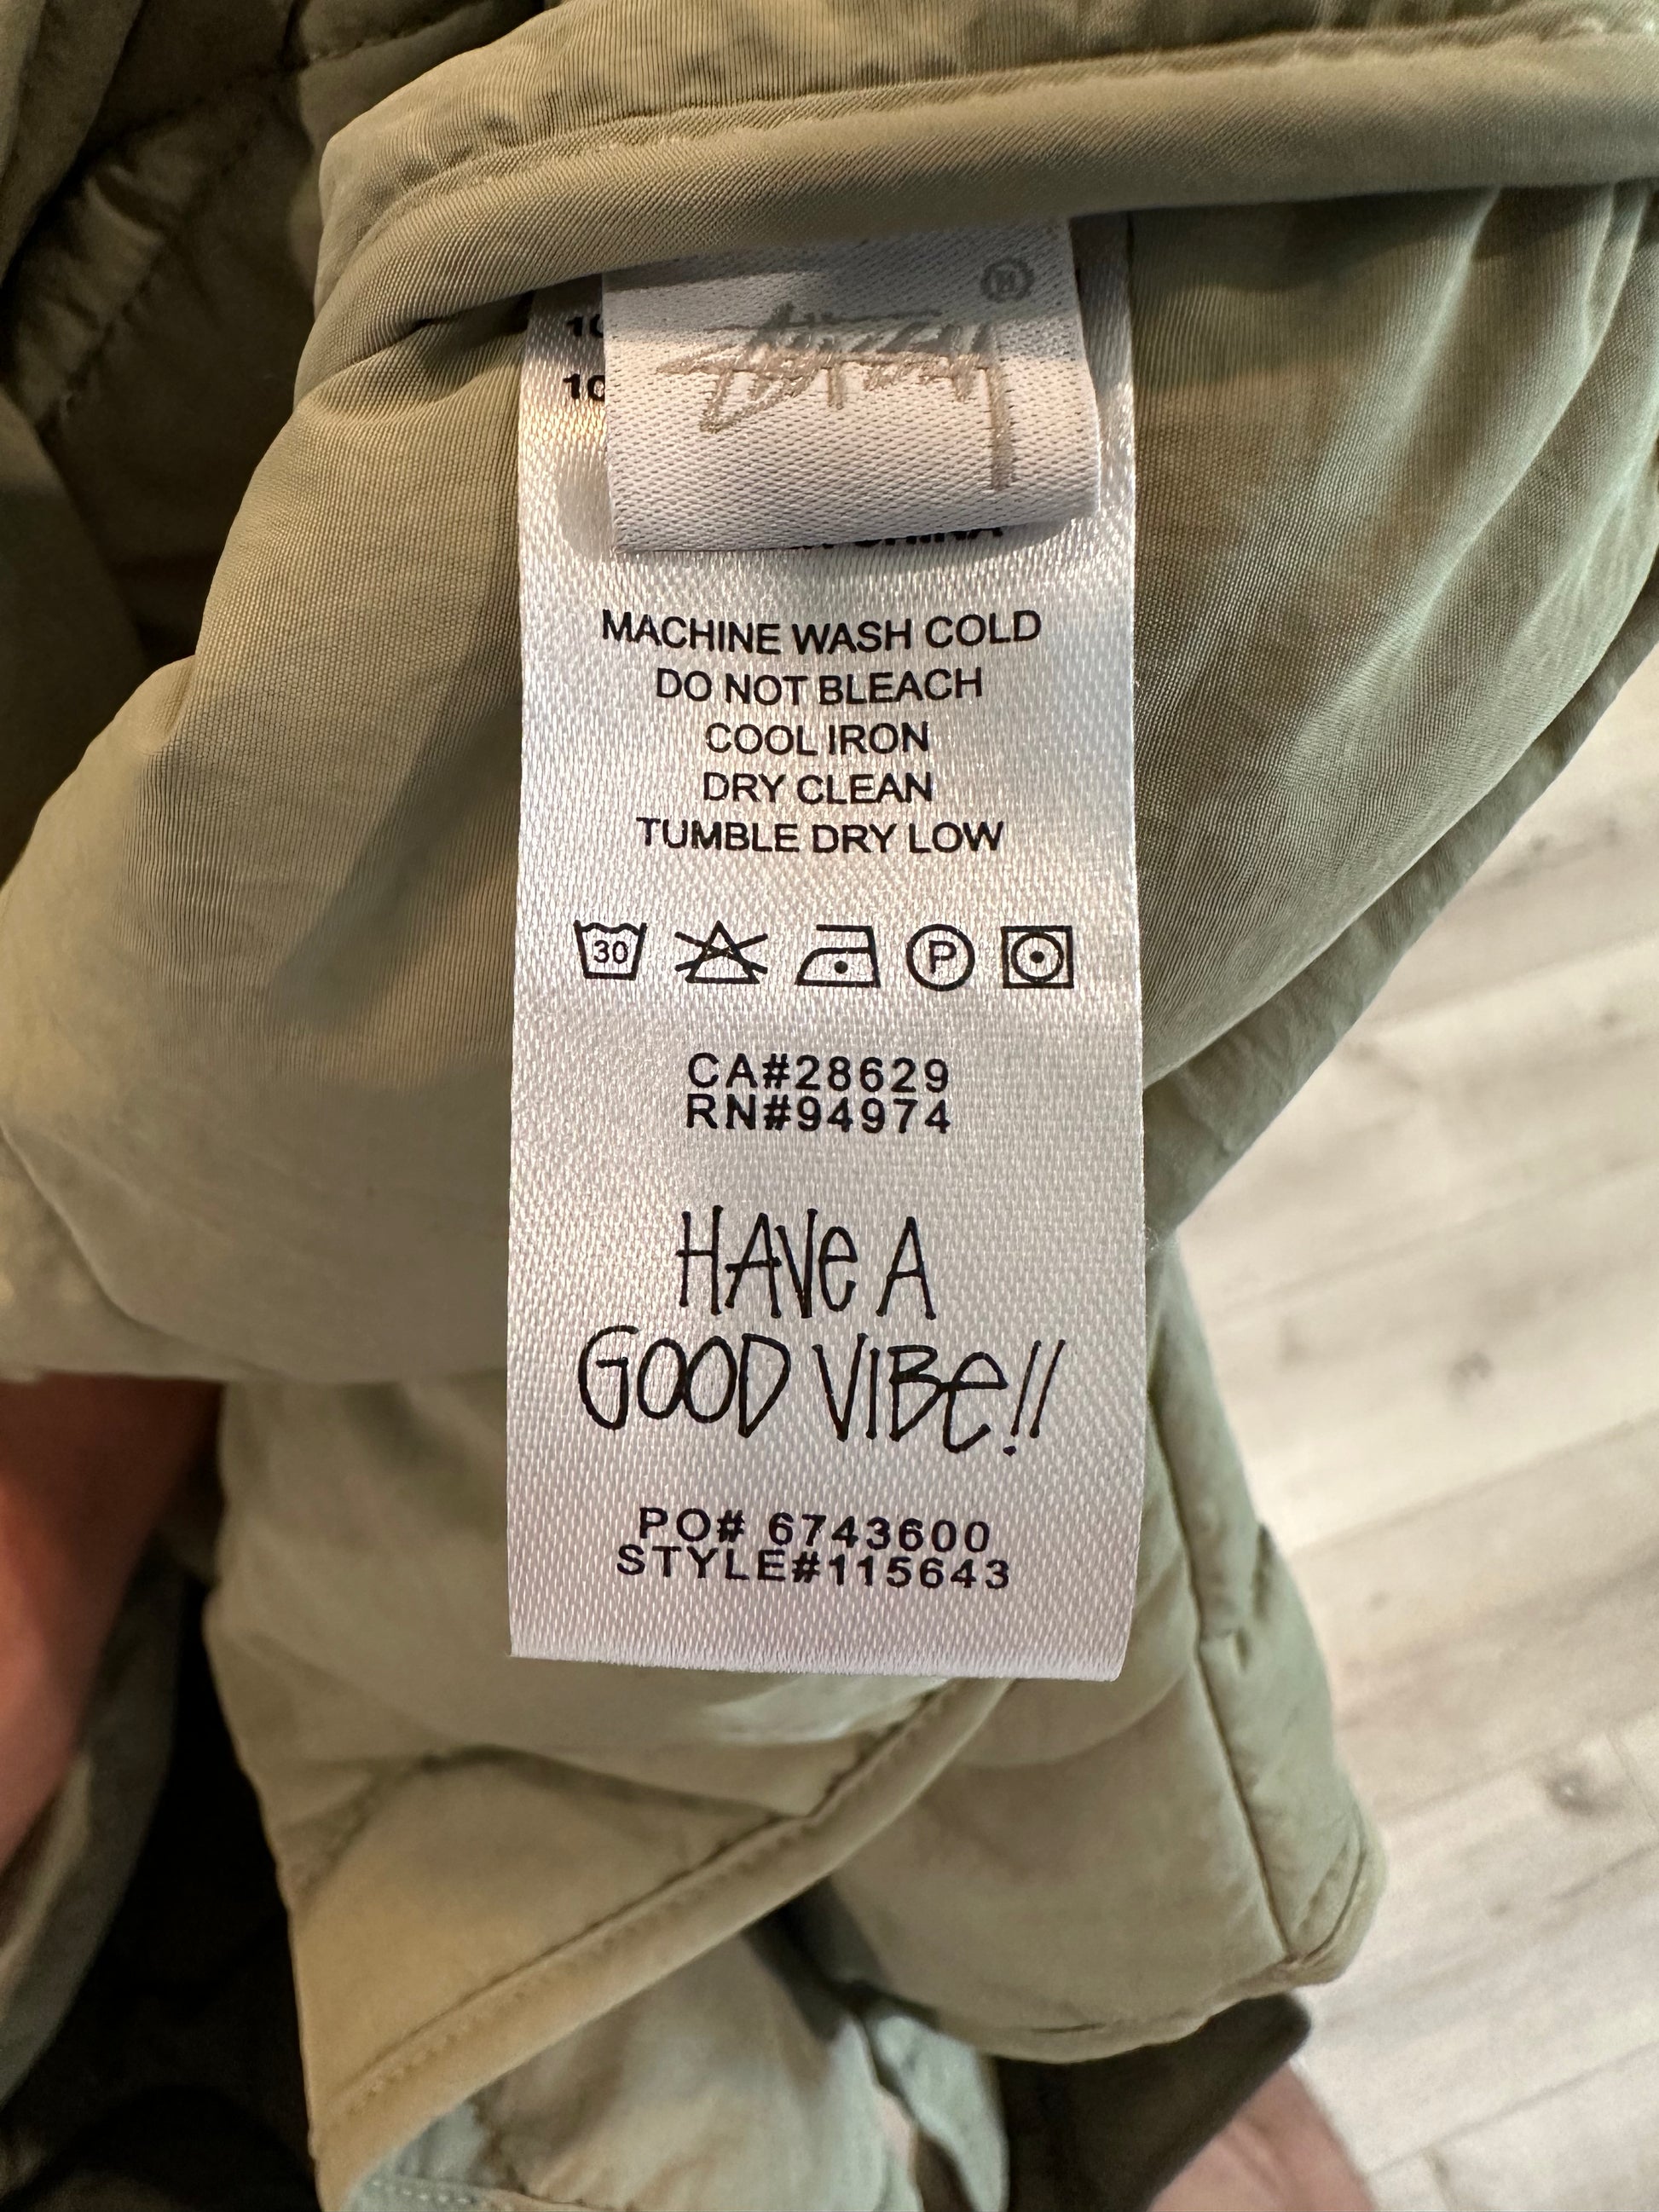 ®
MACHINE WASH COLD
DO NOT BLEACH
COOL IRON
DRY CLEAN
TUMBLE DRY LOW
30 P
CA#28629
RN#94974
HAVe A
GOOD VIBe!!
PO# 6743600
STYLE#115643